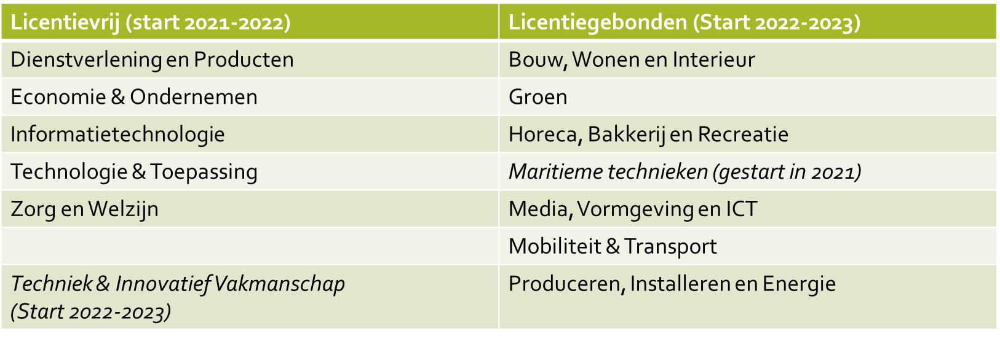 Licentievrij (start 2021-2022)
Licentiegebonden (Start 2022-2023)
Dienstverlening en Producten
Bouw, Wonen en Interieur
Economie & Ondernemen
Groen
Informatietechnologie
Horeca, Bakkerij en Recreatie
Technologie & Toepassing
Maritieme technieken (gestart in 2021)
Zorg en Welzijn
Media, Vormgeving en ICT
Mobiliteit & Transport
Techniek & Innovatief Vakmanschap
(Start 2022-2023)
Produceren, Installeren en Energie